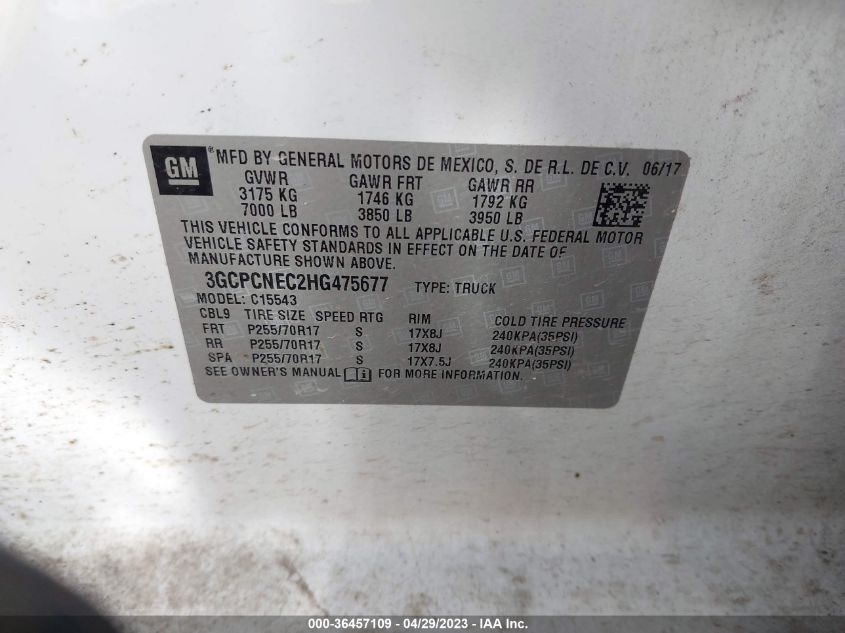 GM® MFD BY GENERAL MOTORS DE MEXICO, S. DE R.L. DE C.V. 06/17
GVWR GAWR FRT GAWR RR
3175 KG 1746 KG 1792 KG
7000 LB 3850 LB 3950 LB
THIS VEHICLE CONFORMS TO ALL APPLICABLE U.S. FEDERAL MOTOR
VEHICLE SAFETY STANDARDS IN EFFECT ON THE DATE OF
MANUFACTURE SHOWN ABOVE.
3GCPCNEC2HG475677 TYPE: TRUCK
MODEL: C15543
CBL9 TIRE SIZE SPEED RTG RIM COLD TIRE PRESSURE
FRT P255/70R17 S 17X8J 240KPA(35PSI)
RR P255/70R17 S 17X8J 240KPA(35PSI)
SPA P255/70R17 S 17X7.5J 240KPA(35PSI)
SEE OWNER'S MANUAL FOR MORE INFORMATION.
000-36457109 - 04/29/2023 - IAA Inc.